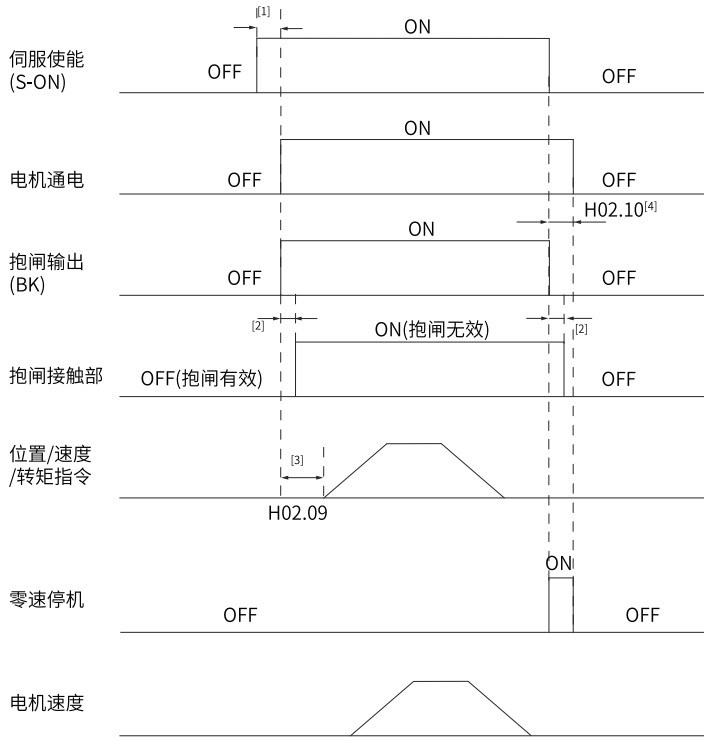 [1]
ON
伺服使能
(S-ON)
OFF
OFF
ON
电机通电
OFF
OFF
H02.10[4]
ON
抱闸输出
(BK)
OFF
OFF
[2]
ON(抱闸无效)
[2]
抱闸接触部
OFF(抱闸有效)
OFF
位置/速度
/转矩指令
[3]
H02.09
ON
零速停机
OFF
OFF
电机速度